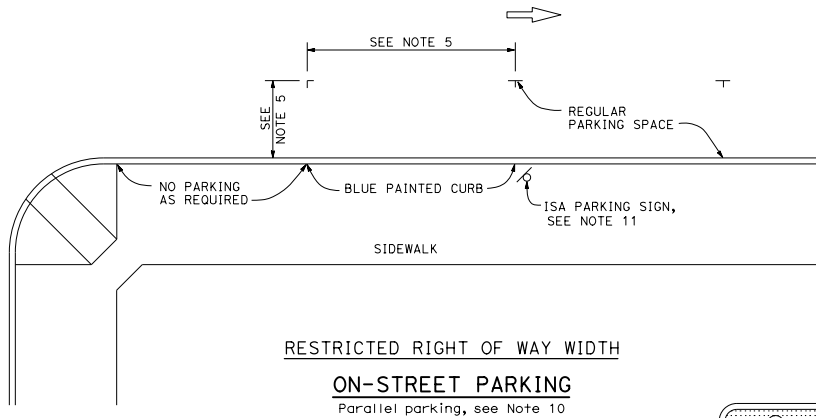 SEE NOTE 5
SEE
NOTE 5
REGULAR
PARKING SPACE
NO PARKING
AS REQUIRED
BLUE PAINTED CURB
ISA PARKING SIGN,
SEE NOTE 11
SIDEWALK
RESTRICTED RIGHT OF WAY WIDTH
ON-STREET PARKING
Parallel parking, see Note 10